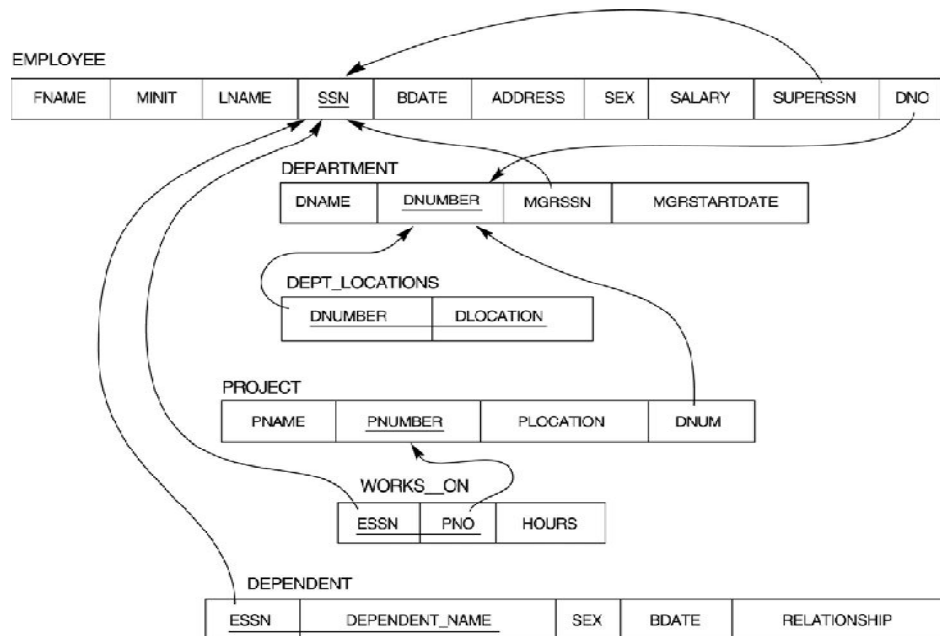 EMPLOYEE
FNAME MINIT LNAME SSN BDATE ADDRESS SEX SALARY SUPERSSN DNO
DEPARTMENT
DNAME DNUMBER MGRSSN MGRSTARTDATE
DEPT_LOCATIONS
DNUMBER DLOCATION
PROJECT
PNAME PNUMBER PLOCATION DNUM
WORKS__ON
ESSN PNO HOURS
DEPENDENT
ESSN DEPENDENT_NAME SEX BDATE RELATIONSHIP